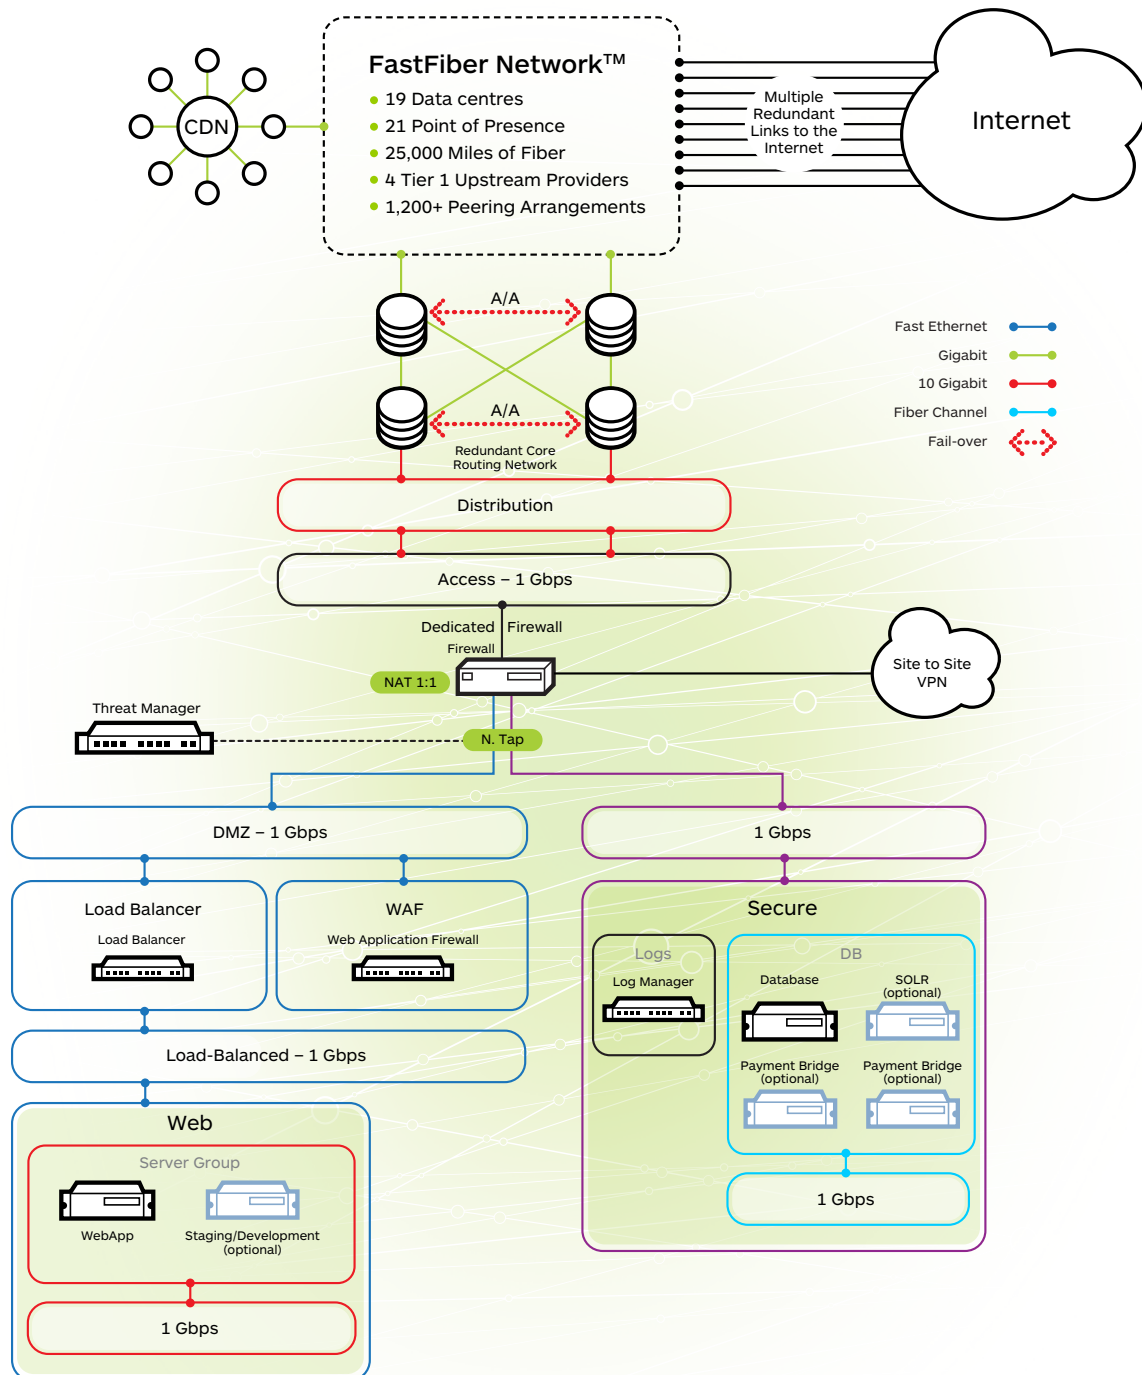 FastFiber Network™
19 Data centres
21 Point of Presence
25,000 Miles of Fiber
4 Tier 1 Upstream Providers
1,200+ Peering Arrangements
CDN
Multiple
Redundant
Links to the
Internet
Internet
A/A
Fast Ethernet
Gigabit
10 Gigabit
Fiber Channel
Fail-over
A/A
Redundant Core
Routing Network
Distribution
Access – 1 Gbps
Dedicated Firewall
Firewall
NAT 1:1
Site to Site
VPN
Threat Manager
N. Tap
DMZ – 1 Gbps
1 Gbps
Load Balancer
Load Balancer
WAF
Web Application Firewall
Secure
Logs
Log Manager
DB
Database
SOLR
(optional)
Payment Bridge
(optional)
Payment Bridge
(optional)
1 Gbps
Load-Balanced – 1 Gbps
Web
Server Group
WebApp
Staging/Development
(optional)
1 Gbps